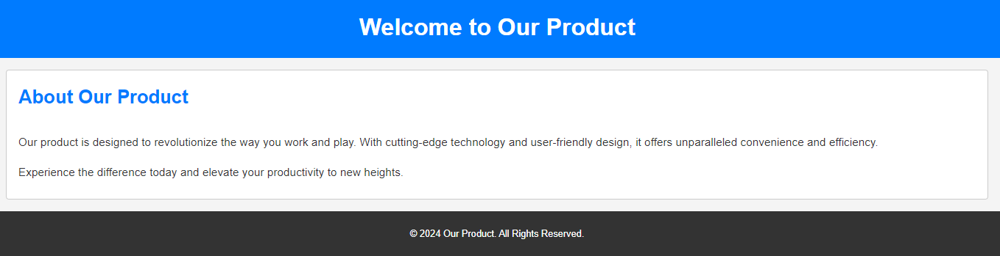 Welcome to Our Product
About Our Product
Our product is designed to revolutionize the way you work and play. With cutting-edge technology and user-friendly design, it offers unparalleled convenience and efficiency.
Experience the difference today and elevate your productivity to new heights.
© 2024 Our Product. All Rights Reserved.